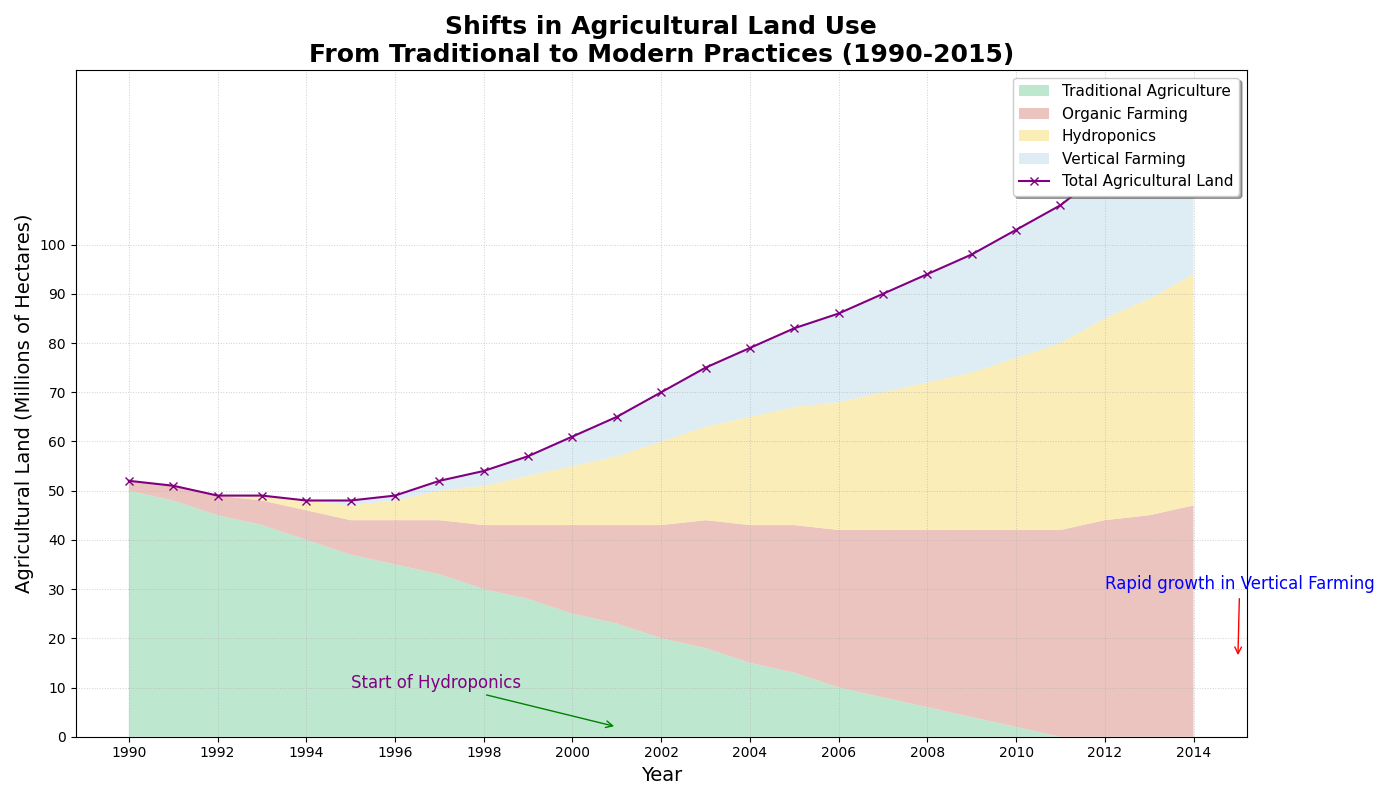 Shifts in Agricultural Land Use
From Traditional to Modern Practices (1990-2015)
Traditional Agriculture
Organic Farming
Hydroponics
Vertical Farming
Total Agricultural Land
Agricultural Land (Millions of Hectares)
100
90
80
70
60
50
40
30
20
10
0
Rapid growth in Vertical Farming
Start of Hydroponics
1990 1992 1994 1996 1998 2000 2002 2004 2006 2008 2010 2012 2014
Year